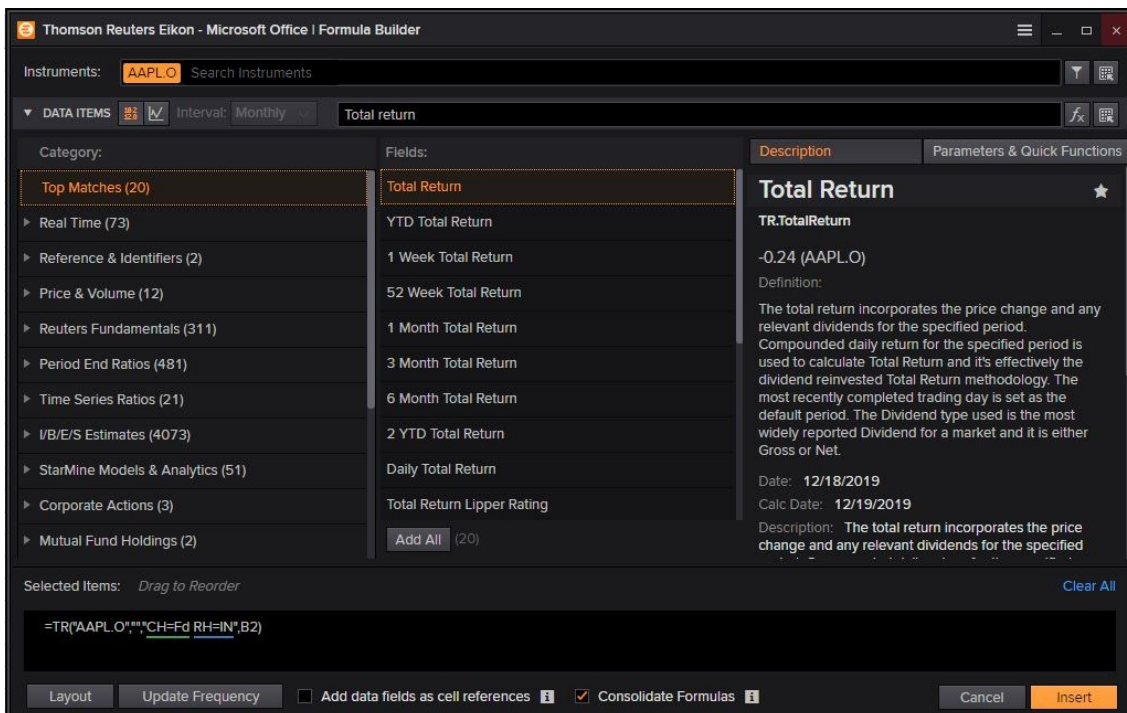 Thomson Reuters Eikon - Microsoft Office | Formula Builder
Instruments: AAPL.O Search Instruments
DATA ITEMS Interval: Monthly Total return
Category:
Top Matches (20)
Real Time (73)
Reference & Identifiers (2)
Price & Volume (12)
Reuters Fundamentals (311)
Period End Ratios (481)
Time Series Ratios (21)
I/B/E/S Estimates (4073)
StarMine Models & Analytics (51)
Corporate Actions (3)
Mutual Fund Holdings (2)
Fields:
Total Return
YTD Total Return
1 Week Total Return
52 Week Total Return
1 Month Total Return
3 Month Total Return
6 Month Total Return
2 YTD Total Return
Daily Total Return
Total Return Lipper Rating
Add All (20)
Description Parameters & Quick Functions
Total Return
TR.TotalReturn
-0.24 (AAPL.O)
Definition:
The total return incorporates the price change and any
relevant dividends for the specified period.
Compounded daily return for the specified period is
used to calculate Total Return and it's effectively the
dividend reinvested Total Return methodology. The
most recently completed trading day is set as the
default period. The Dividend type used is the most
widely reported Dividend for a market and it is either
Gross or Net.
Date: 12/18/2019
Calc Date: 12/19/2019
Description: The total return incorporates the price
change and any relevant dividends for the specified
Selected Items: Drag to Reorder Clear All
=TR("AAPL.O","","CH=Fd RH=IN",B2)
Layout Update Frequency Add data fields as cell references Consolidate Formulas Cancel Insert